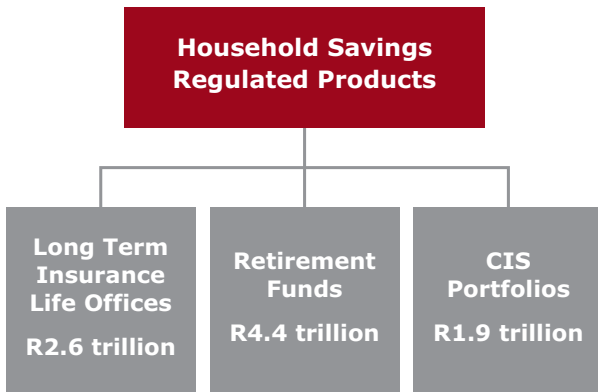 Household Savings
Regulated Products
Long Term
Insurance
Life Offices
R2.6 trillion
Retirement
Funds
R4.4 trillion
CIS
Portfolios
R1.9 trillion